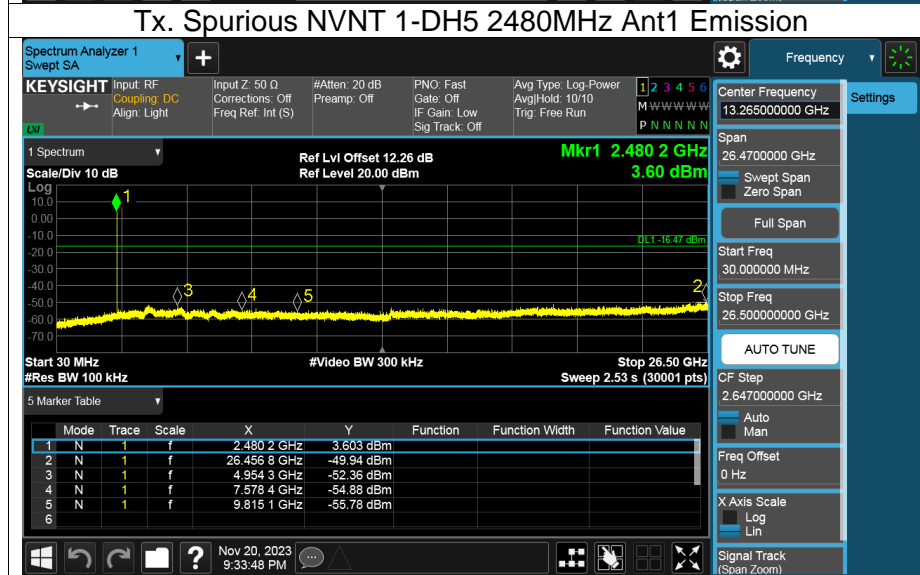 Tx. Spurious NVNT 1-DH5 2480MHz Ant1 Emission
Spectrum Analyzer 1
Swept SA
+
Frequency
KEYSIGHT
LXI
Input: RF
Coupling: DC
Align: Light
Input Z: 50 Ω
Corrections: Off
Freq Ref: Int (S)
#Atten: 20 dB
Preamp: Off
PNO: Fast
Gate: Off
IF Gain: Low
Sig Track: Off
Avg Type: Log-Power
Avg|Hold: 10/10
Trig: Free Run
1 2 3 4 5 6
M W W W W W
P N N N N N
1 Spectrum
Scale/Div 10 dB
Ref Lvl Offset 12.26 dB
Ref Level 20.00 dBm
Mkr1 2.480 2 GHz
3.60 dBm
Log
10.0
0.00
-10.0
-20.0
-30.0
-40.0
-50.0
-60.0
-70.0
1
2
3
4
5
DL1 -16.47 dBm
Start 30 MHz
#Res BW 100 kHz
#Video BW 300 kHz
Stop 26.50 GHz
Sweep 2.53 s (30001 pts)
5 Marker Table
Mode Trace Scale X Y Function Function Width Function Value
1 N 1 f 2.480 2 GHz 3.603 dBm
2 N 1 f 26.456 8 GHz -49.94 dBm
3 N 1 f 4.954 3 GHz -52.36 dBm
4 N 1 f 7.578 4 GHz -54.88 dBm
5 N 1 f 9.815 1 GHz -55.78 dBm
6
?
Nov 20, 2023
9:33:48 PM
Settings
Center Frequency
13.265000000 GHz
Span
26.4700000 GHz
Swept Span
Zero Span
Full Span
Start Freq
30.000000 MHz
Stop Freq
26.500000000 GHz
AUTO TUNE
CF Step
2.647000000 GHz
Auto
Man
Freq Offset
0 Hz
X Axis Scale
Log
Lin
Signal Track
(Span Zoom)